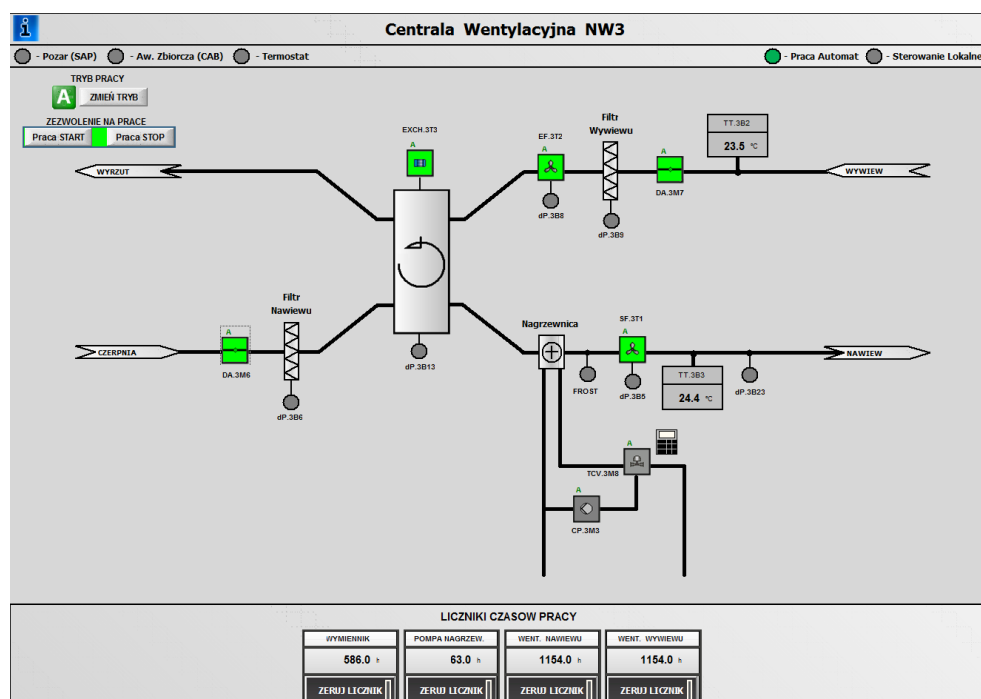 i
Centrala Wentylacyjna NW3
- Pozar (SAP) - Aw. Zbiorcza (CAB) - Termostat - Praca Automat - Sterowanie Lokalne
TRYB PRACY
A ZMIEŃ TRYB
ZEZWOLENIE NA PRACE
Praca START Praca STOP
EXCH.3T3
A
EF.3T2
A
Filtr
Wywiewu
TT.3B2
23.5 °C
A
WYRZUT
WYWIEW
DA.3M7
dP.3B8
dP.3B9
Filtr
Nawiewu
A
CZERPNIA
DA.3M6
dP.3B6
dP.3B13
Nagrzewnica
SF.3T1
A
NAWIEW
FROST
dP.3B5
TT.3B3
24.4 °C
dP.3B23
A
TCV.3M8
A
CP.3M3
LICZNIKI CZASOW PRACY
WYMIENNIK POMPA NAGRZEW. WENT. NAWIEWU WENT. WYWIEWU
586.0 h 63.0 h 1154.0 h 1154.0 h
ZERUJ LICZNIK ZERUJ LICZNIK ZERUJ LICZNIK ZERUJ LICZNIK